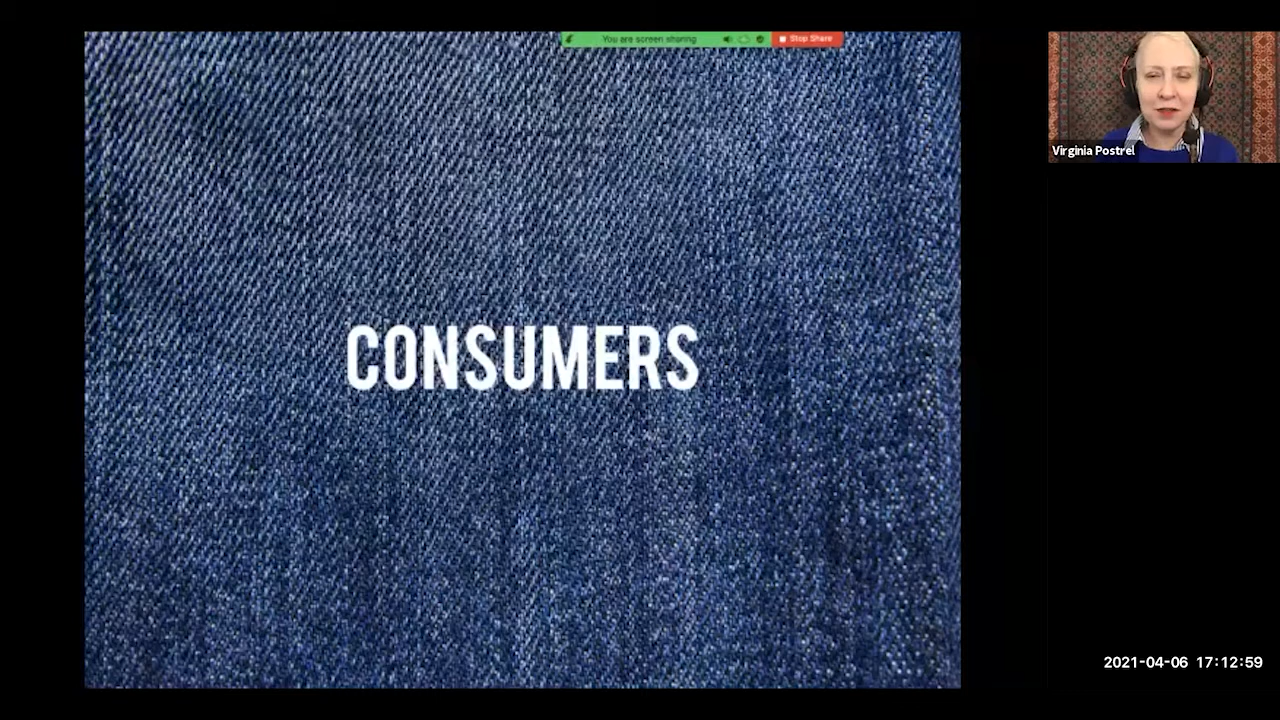 You are screen sharing
Stop Share
Virginia Postrel
CONSUMERS
2021-04-06 17:12:59